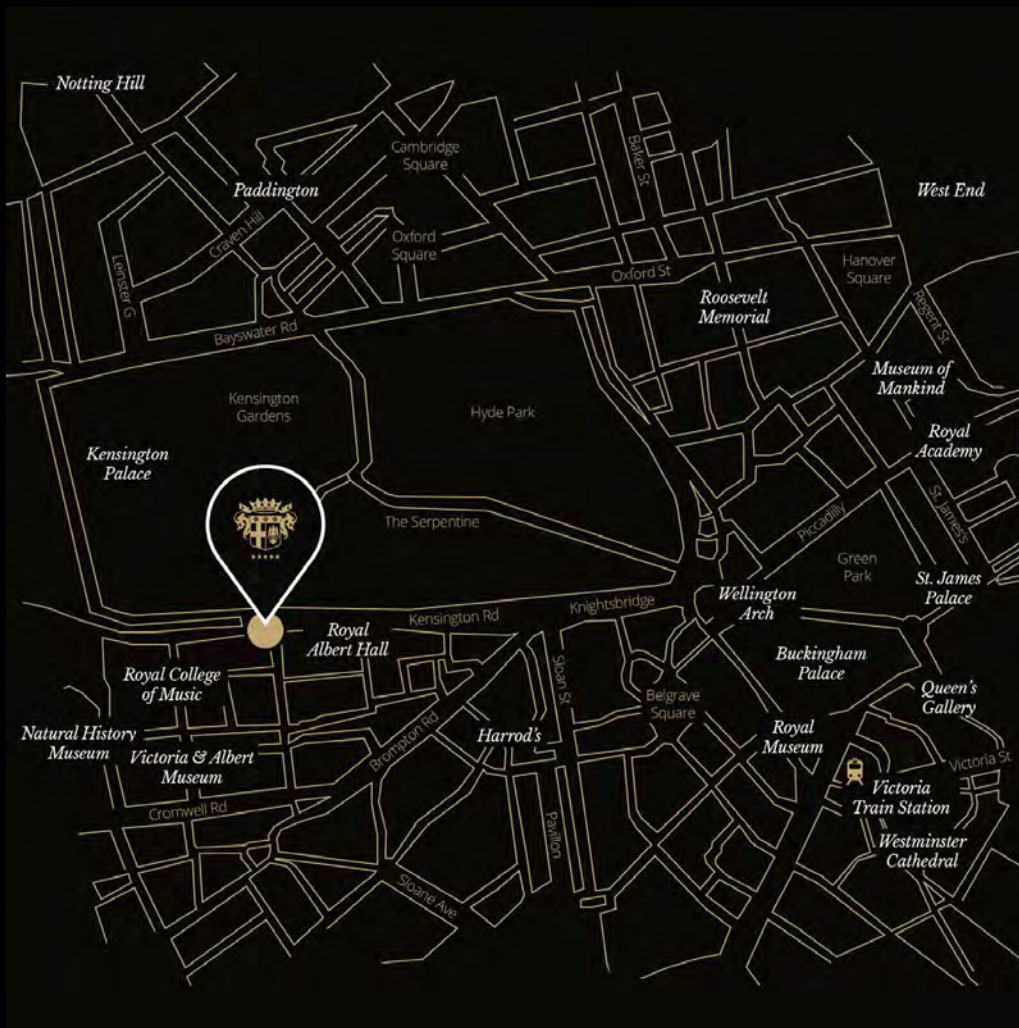 Notting Hill
Cambridge
Square
Baker St
Paddington
West End
Craven Hill
Oxford
Square
Leinster G
Oxford St
Hanover
Square
Roosevelt
Memorial
Regent St.
Bayswater Rd
Museum of
Mankind
Kensington
Gardens
Hyde Park
Royal
Academy
Kensington
Palace
St. James's
The Serpentine
Piccadilly
Green
Park
St. James
Palace
Wellington
Arch
Knightsbridge
Kensington Rd
Royal
Albert Hall
Buckingham
Palace
Royal College
of Music
Sloan St
Belgrave
Square
Queen's
Gallery
Natural History
Museum
Victoria & Albert
Museum
Brompton Rd
Harrod's
Royal
Museum
Victoria St
Victoria
Train Station
Cromwell Rd
Pavillon
Westminster
Cathedral
Sloane Ave